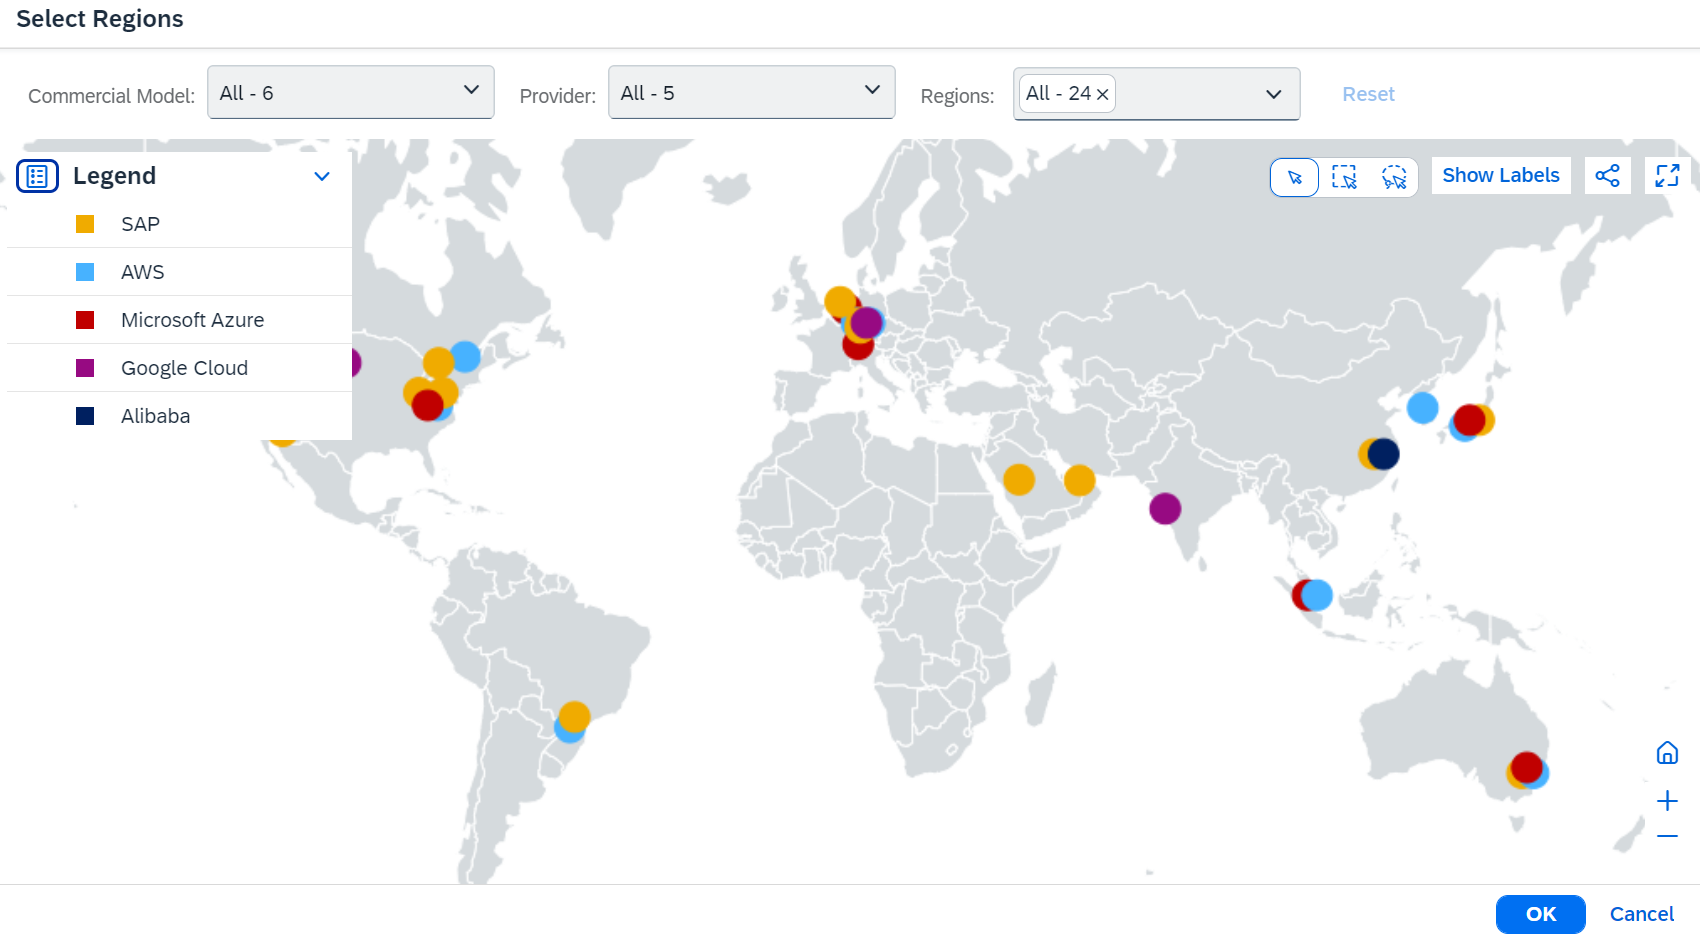 Select Regions
Commercial Model: All - 6 Provider: All - 5 Regions: All - 24 Reset
Legend
Show Labels
SAP
AWS
Microsoft Azure
Google Cloud
Alibaba
OK Cancel